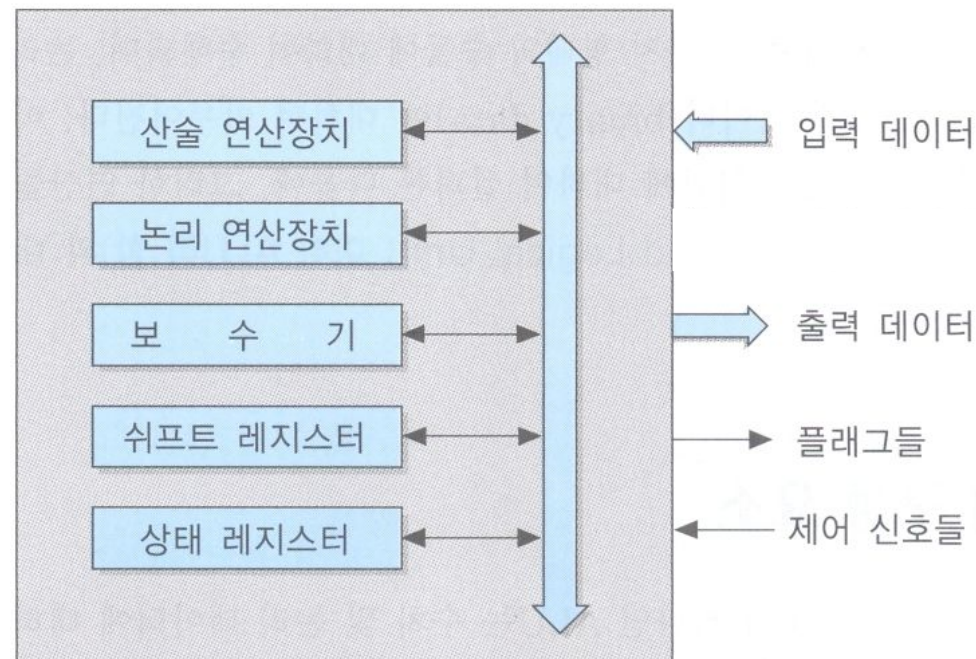 산술 연산장치
논리 연산장치
보 수 기
쉬프트 레지스터
상태 레지스터
입력 데이터
출력 데이터
플래그들
제어 신호들